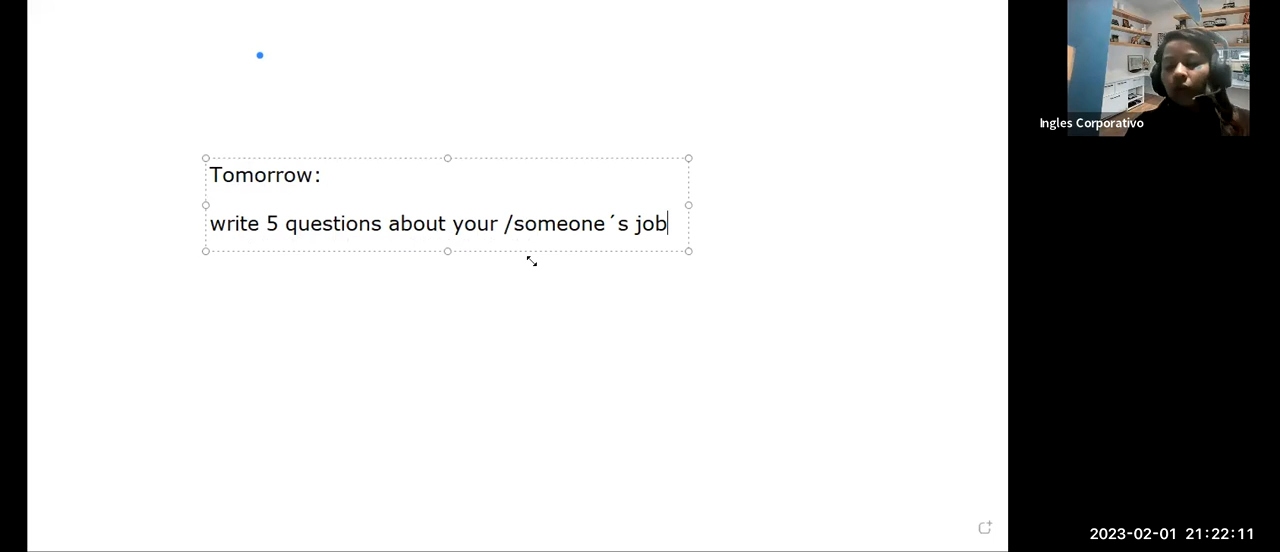 Tomorrow:
write 5 questions about your /someone´s job
Ingles Corporativo
2023-02-01 21:22:11